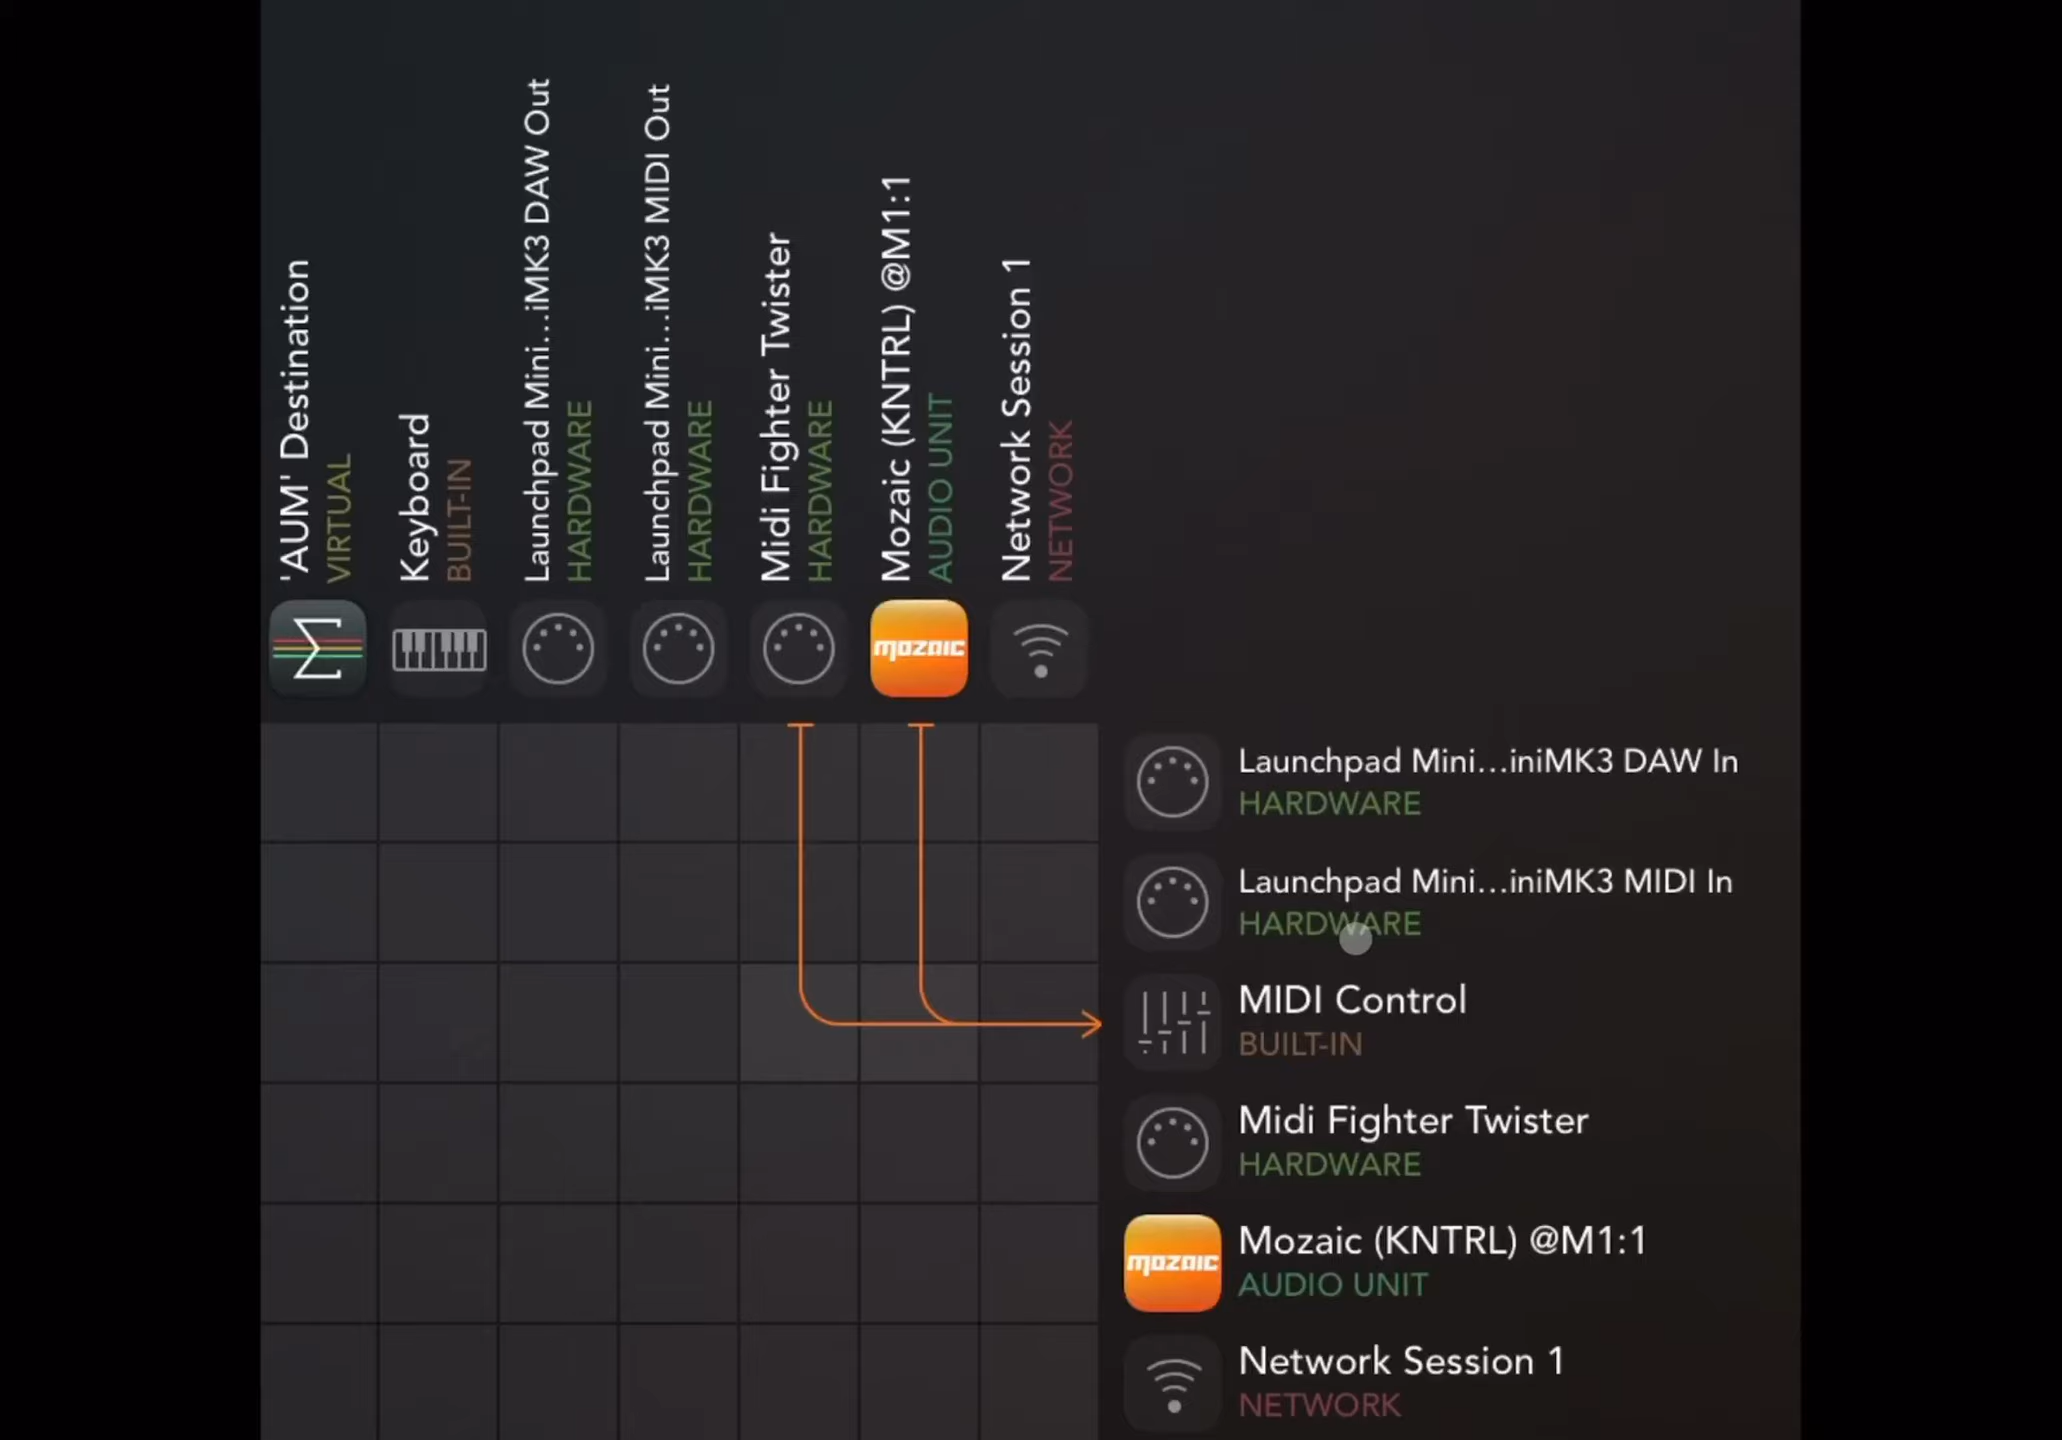 'AUM' Destination
VIRTUAL
Keyboard
BUILT-IN
Launchpad Mini...iMK3 DAW Out
HARDWARE
Launchpad Mini...iMK3 MIDI Out
HARDWARE
Midi Fighter Twister
HARDWARE
Mozaic (KNTRL) @M1:1
AUDIO UNIT
Network Session 1
NETWORK
mozaic
Launchpad Mini...iniMK3 DAW In
HARDWARE
Launchpad Mini...iniMK3 MIDI In
HARDWARE
MIDI Control
BUILT-IN
Midi Fighter Twister
HARDWARE
mozaic
Mozaic (KNTRL) @M1:1
AUDIO UNIT
Network Session 1
NETWORK